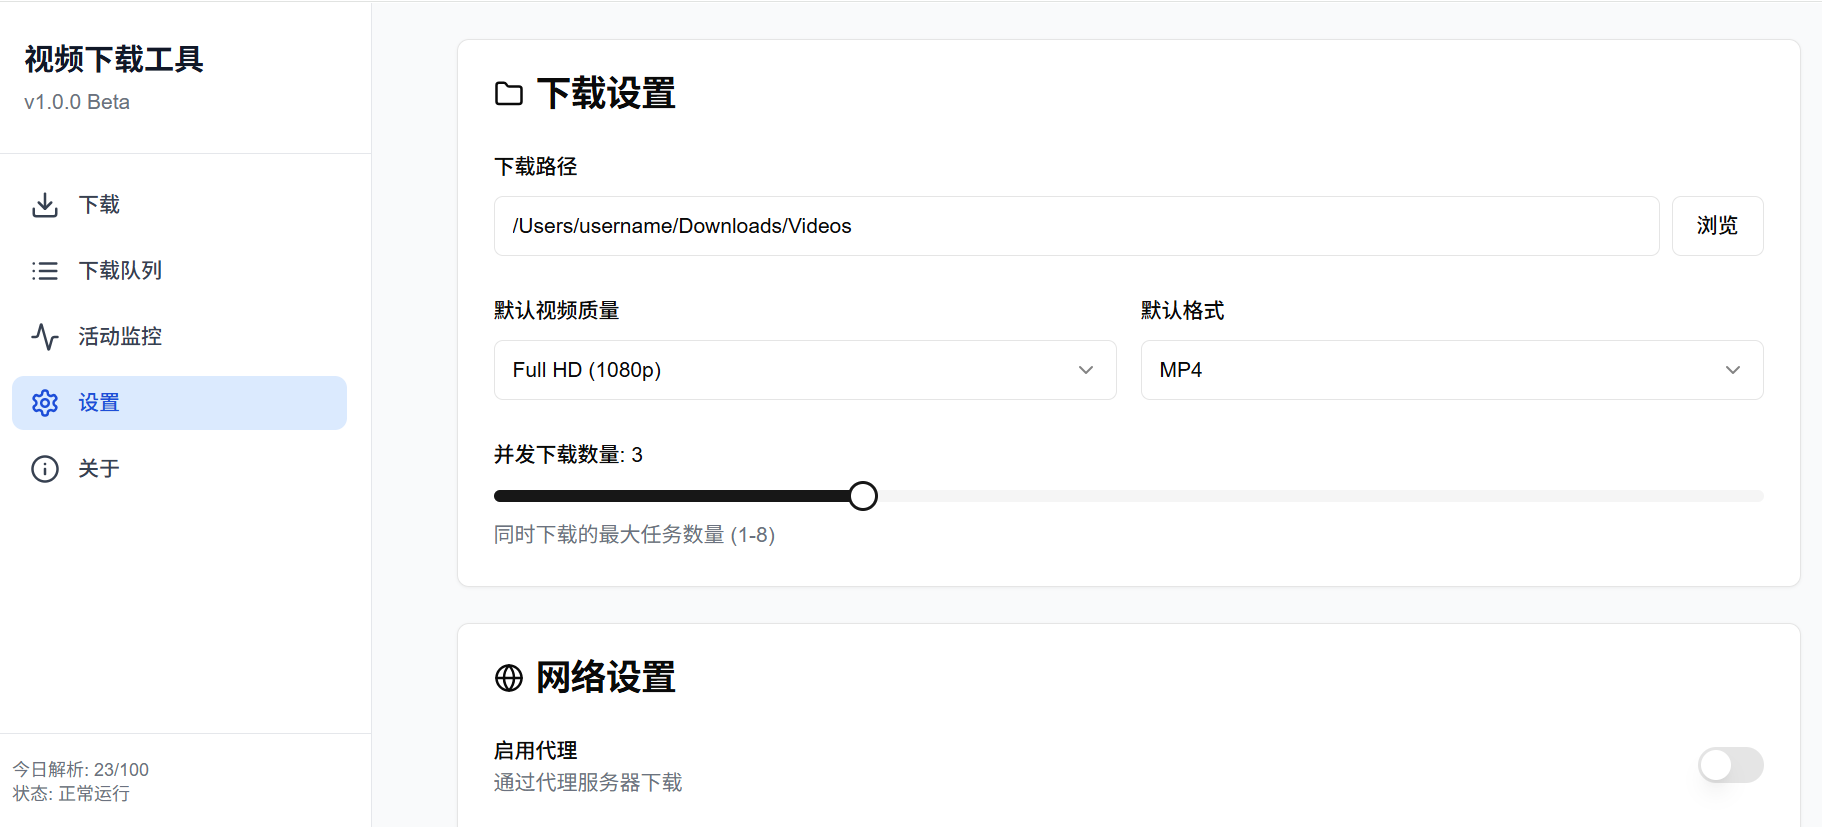 视频下载工具
v1.0.0 Beta
下载
下载队列
活动监控
设置
关于
今日解析: 23/100
状态: 正常运行
下载设置
下载路径
/Users/username/Downloads/Videos
浏览
默认视频质量
默认格式
Full HD (1080p)
MP4
并发下载数量: 3
同时下载的最大任务数量 (1-8)
网络设置
启用代理
通过代理服务器下载